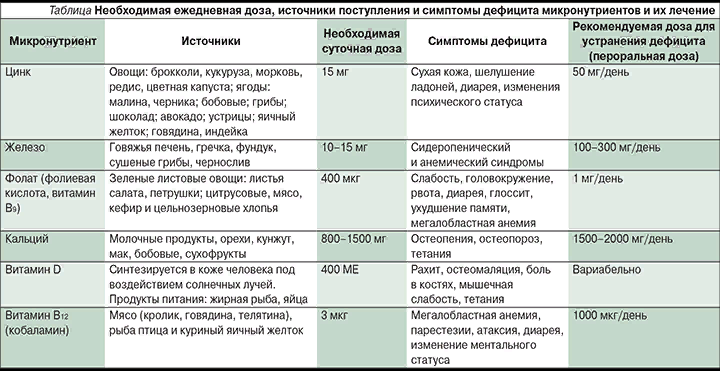 Таблица Необходимая ежедневная доза, источники поступления и симптомы дефицита микронутриентов и их лечение
Микронутриент
Источники
Необходимая
суточная доза
Симптомы дефицита
Рекомендуемая доза для
устранения дефицита
(пероральная доза)
Цинк
Овощи: брокколи, кукуруза, морковь,
редис, цветная капуста; ягоды:
малина, черника; бобовые; грибы;
шоколад; авокадо; устрицы; яичный
желток; говядина, индейка
15 мг
Сухая кожа, шелушение
ладоней, диарея, изменения
психического статуса
50 мг/день
Железо
Говяжья печень, гречка, фундук,
сушеные грибы, чернослив
10–15 мг
Сидеропенический
и анемический синдромы
100–300 мг/день
Фолат (фолиевая
кислота, витамин
B9)
Зеленые листовые овощи: листья
салата, петрушки; цитрусовые, мясо,
кефир и цельнозерновые хлопья
400 мкг
Слабость, головокружение,
рвота, диарея, глоссит,
ухудшение памяти,
мегалобластная анемия
1 мг/день
Кальций
Молочные продукты, орехи, кунжут,
мак, бобовые, сухофрукты
800–1500 мг
Остеопения, остеопороз,
тетания
1500–2000 мг/день
Витамин D
Синтезируется в коже человека под
воздействием солнечных лучей.
Продукты питания: жирная рыба, яйца
400 МЕ
Рахит, остеомаляция, боль
в костях, мышечная
слабость, тетания
Вариабельно
Витамин B12
(кобаламин)
Мясо (кролик, говядина, телятина),
рыба птица и куриный яичный желток
3 мкг
Мегалобластная анемия,
парестезии, атаксия, диарея,
изменение ментального
статуса
1000 мкг/день